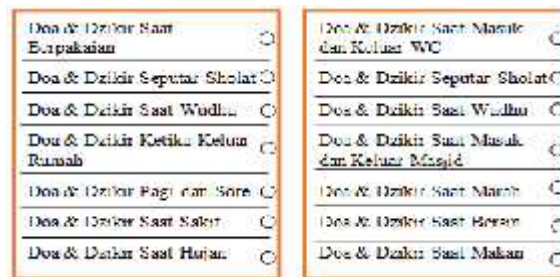 Doa & Dzikir Saat
Berpakaian
Doa & Dzikir Seputar Sholat
Doa & Dzikir Saat Wudhu
Doa & Dzikir Ketika Keluar
Rumah
Doa & Dzikir Pagi dan Sore
Doa & Dzikir Saat Sakit
Doa & Dzikir Saat Hujan
Doa & Dzikir Saat Masuk
dan Keluar WC
Doa & Dzikir Seputar Sholat
Doa & Dzikir Saat Wudhu
Doa & Dzikir Saat Masuk
dan Keluar Masjid
Doa & Dzikir Saat Marah
Doa & Dzikir Saat Bersin
Doa & Dzikir Saat Makan